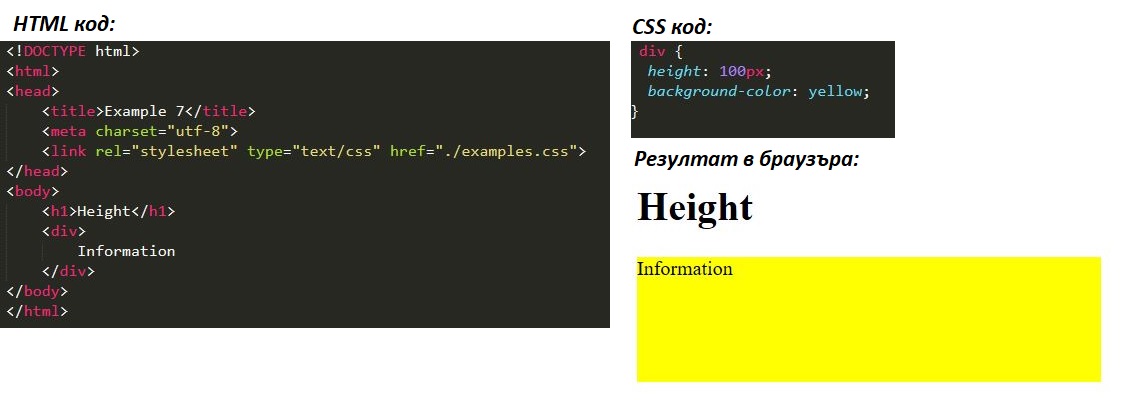 HTML код:
<!DOCTYPE html>
<html>
<head>
    <title>Example 7</title>
    <meta charset="utf-8">
    <link rel="stylesheet" type="text/css" href="./examples.css">
</head>
<body>
    <h1>Height</h1>
    <div>
        Information
    </div>
</body>
</html>
CSS код:
div {
  height: 100px;
  background-color: yellow;
}
Резултат в браузъра:
Height
Information